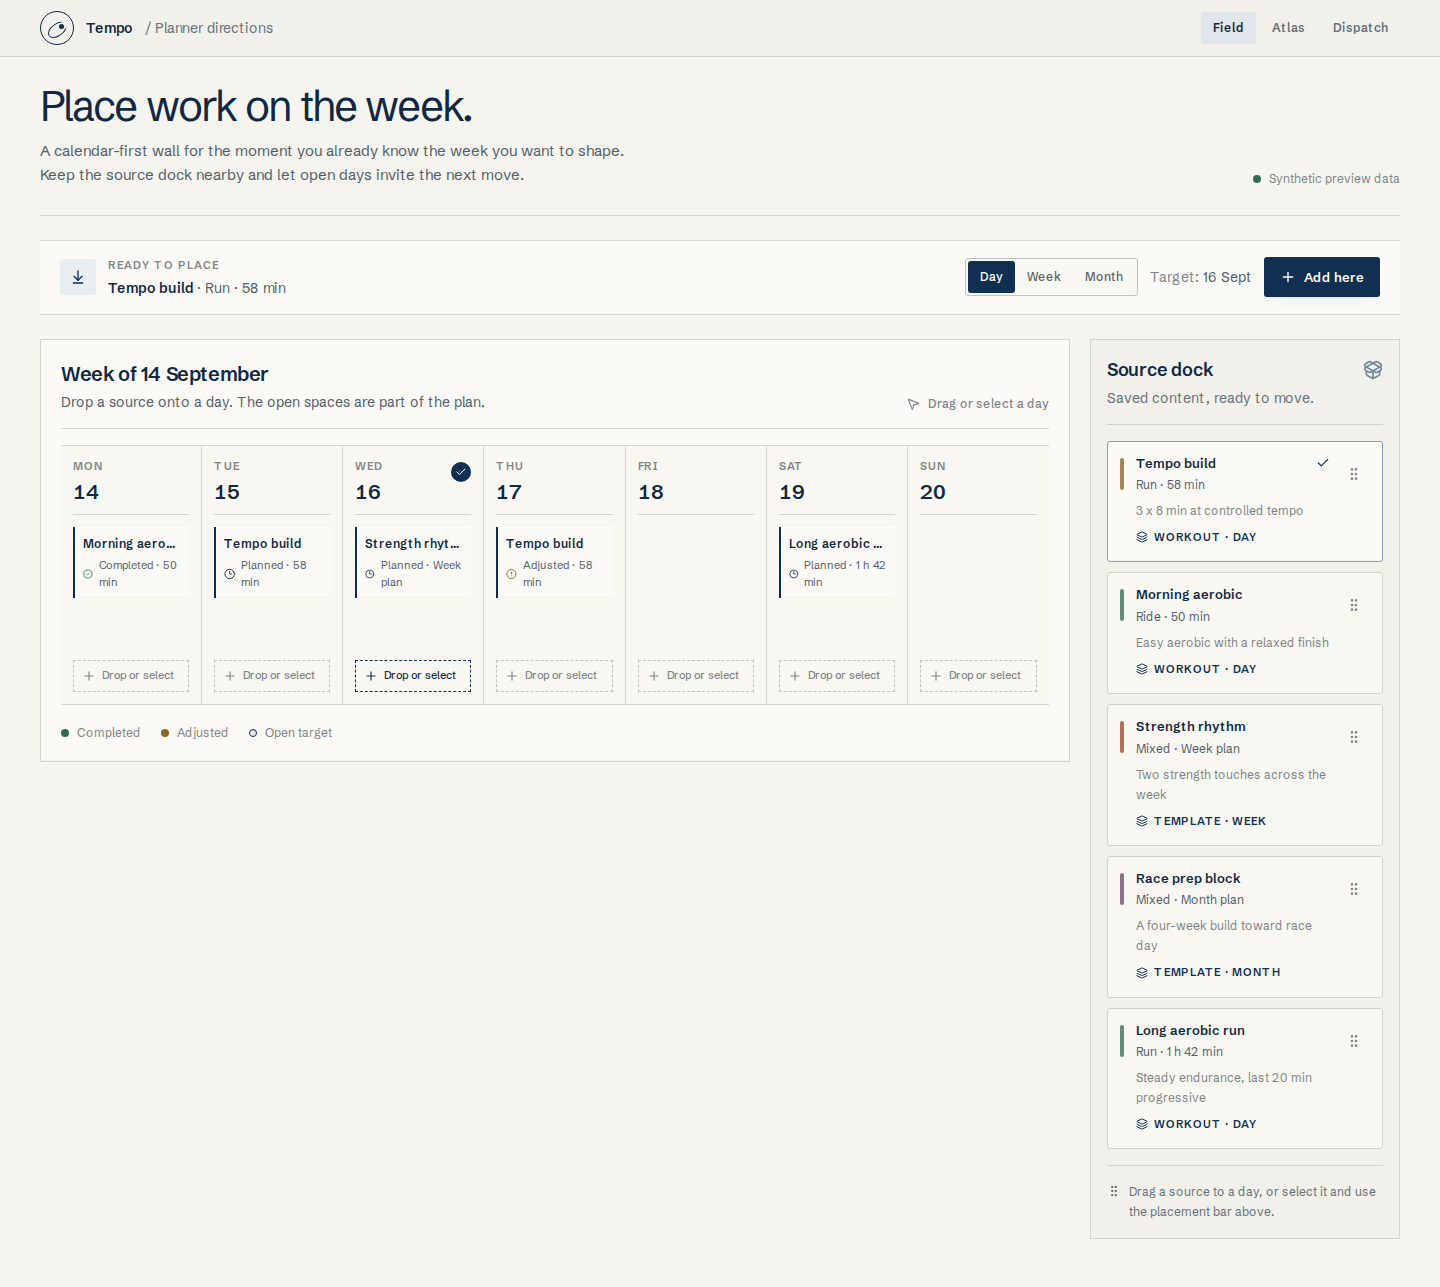 Tempo / Planner directions
Field Atlas Dispatch
Place work on the week.
A calendar-first wall for the moment you already know the week you want to shape.
Keep the source dock nearby and let open days invite the next move.
Synthetic preview data
READY TO PLACE
Tempo build · Run · 58 min
Day Week Month Target: 16 Sept Add here
Week of 14 September
Drop a source onto a day. The open spaces are part of the plan.
Drag or select a day
MON
14
Morning aero...
Completed · 50
min
Drop or select
TUE
15
Tempo build
Planned · 58
min
Drop or select
WED
16
Strength rhyt...
Planned · Week
plan
Drop or select
THU
17
Tempo build
Adjusted · 58
min
Drop or select
FRI
18
Drop or select
SAT
19
Long aerobic ...
Planned · 1 h 42
min
Drop or select
SUN
20
Drop or select
Completed Adjusted Open target
Source dock
Saved content, ready to move.
Tempo build
Run · 58 min
3 x 8 min at controlled tempo
WORKOUT · DAY
Morning aerobic
Ride · 50 min
Easy aerobic with a relaxed finish
WORKOUT · DAY
Strength rhythm
Mixed · Week plan
Two strength touches across the
week
TEMPLATE · WEEK
Race prep block
Mixed · Month plan
A four-week build toward race
day
TEMPLATE · MONTH
Long aerobic run
Run · 1 h 42 min
Steady endurance, last 20 min
progressive
WORKOUT · DAY
Drag a source to a day, or select it and use
the placement bar above.